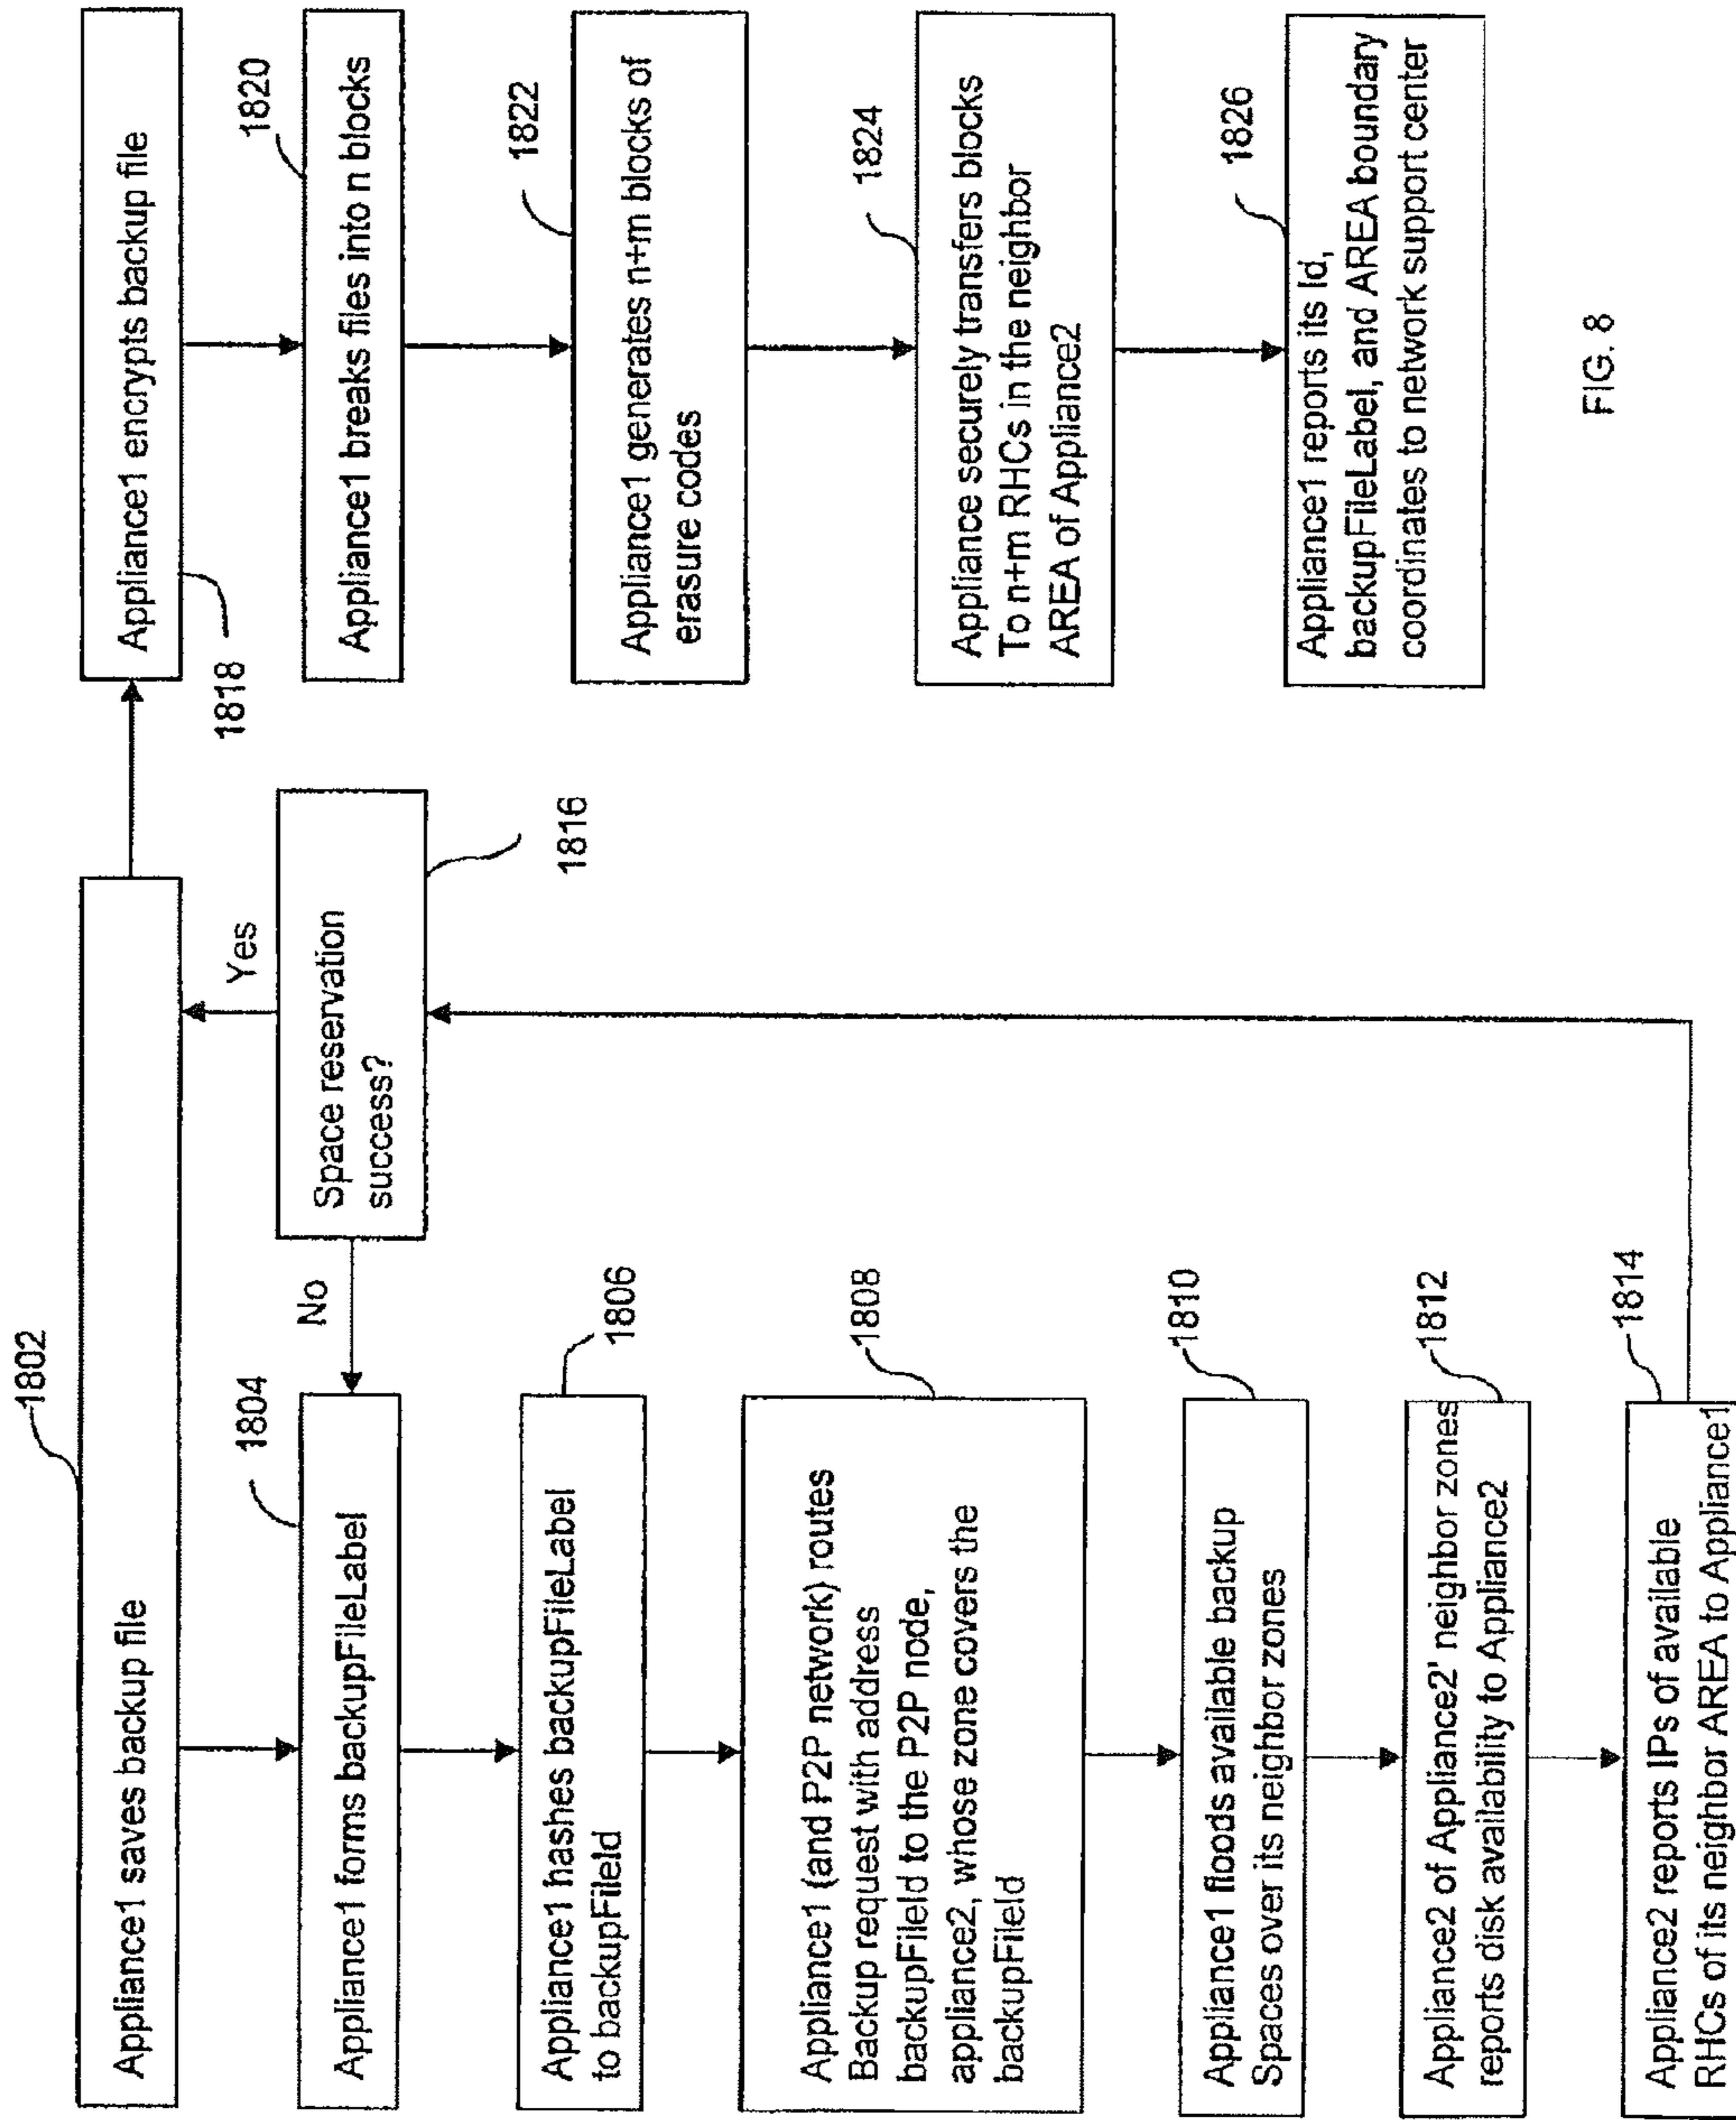 1802
Appliance1 saves backup file
1804
Appliance1 forms backupFileLabel
1806
Appliance1 hashes backupFileLabel
to backupFileId
1808
Appliance1 (and P2P network) routes
Backup request with address
backupFileId to the P2P node,
appliance2, whose zone covers the
backupFileId
1810
Appliance1 floods available backup
Spaces over its neighbor zones
1812
Appliance2 of Appliance2' neighbor zones
reports disk availability to Appliance2
1814
Appliance2 reports IPs of available
RHCs of its neighbor AREA to Appliance1
Yes
No
Space reservation
success?
1816
Appliance1 encrypts backup file
1818
Appliance1 breaks files into n blocks
1820
Appliance1 generates n+m blocks of
erasure codes
1822
Appliance securely transfers blocks
To n+m RHCs in the neighbor
AREA of Appliance2
1824
Appliance1 reports its Id,
backupFileLabel, and AREA boundary
coordinates to network support center
1826
FIG. 8